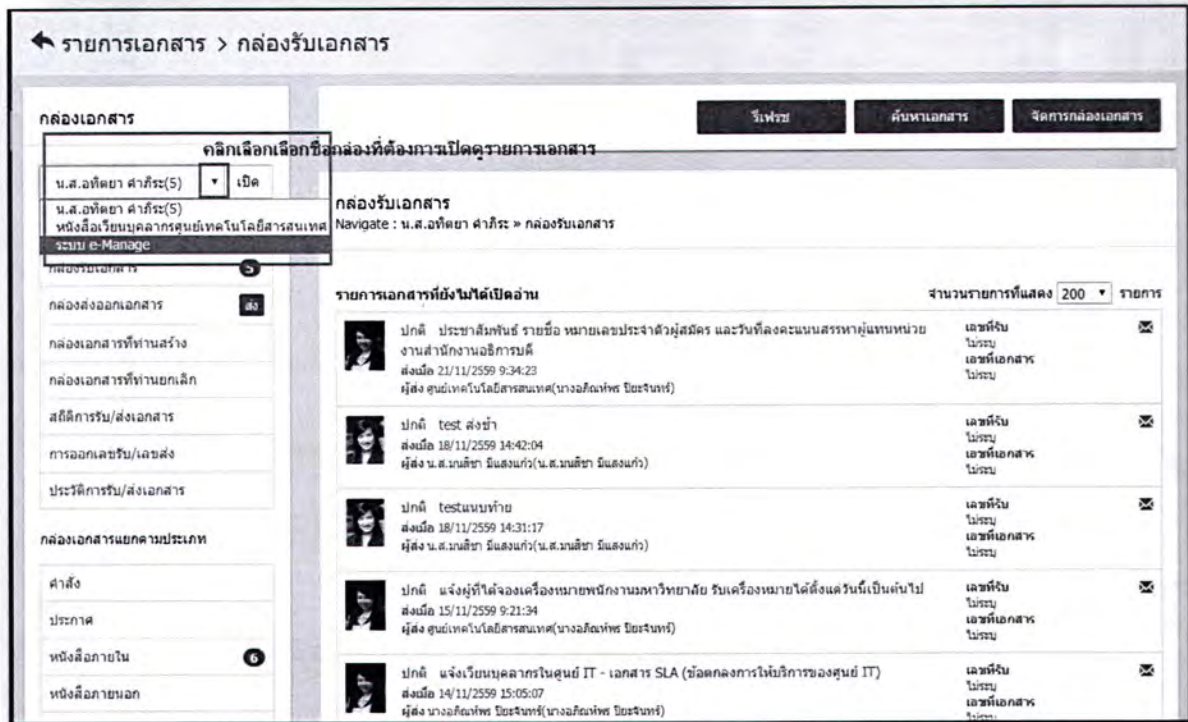 รายการเอกสาร > กล่องรับเอกสาร
กล่องเอกสาร
คลิกเลือกเลือกชื่อกล่องที่ต้องการเปิดดูรายการเอกสาร
น.ส.อทิตยา คำภีระ(5) เปิด
น.ส.อทิตยา คำภีระ(5)
หนังสือเวียนบุคลากรศูนย์เทคโนโลยีสารสนเทศ
ระบบ e-Manage
กล่องรับเอกสาร 5
กล่องส่งออกเอกสาร ส่ง
กล่องเอกสารที่ท่านสร้าง
กล่องเอกสารที่ท่านยกเลิก
สถิติการรับ/ส่งเอกสาร
การออกเลขรับ/เลขส่ง
ประวัติการรับ/ส่งเอกสาร
กล่องเอกสารแยกตามประเภท
คำสั่ง
ประกาศ
หนังสือภายใน 6
หนังสือภายนอก
รีเฟรช ค้นหาเอกสาร จัดการกล่องเอกสาร
กล่องรับเอกสาร
Navigate : น.ส.อทิตยา คำภีระ » กล่องรับเอกสาร
รายการเอกสารที่ยังไม่ได้เปิดอ่าน จำนวนรายการที่แสดง 200 รายการ
ปกติ ประชาสัมพันธ์ รายชื่อ หมายเลขประจำตัวผู้สมัคร และวันที่ลงคะแนนสรรหาผู้แทนหน่วย
งานสำนักงานอธิการบดี
ส่งเมื่อ 21/11/2559 9:34:23
ผู้ส่ง ศูนย์เทคโนโลยีสารสนเทศ(นางอภิณห์พร ปิยะจันทร์)
เลขที่รับ
ไม่ระบุ
เลขที่เอกสาร
ไม่ระบุ
ปกติ test ส่งซ้ำ
ส่งเมื่อ 18/11/2559 14:42:04
ผู้ส่ง น.ส.มนสิชา มีแสงแก้ว(น.ส.มนสิชา มีแสงแก้ว)
เลขที่รับ
ไม่ระบุ
เลขที่เอกสาร
ไม่ระบุ
ปกติ testแนบท้าย
ส่งเมื่อ 18/11/2559 14:31:17
ผู้ส่ง น.ส.มนสิชา มีแสงแก้ว(น.ส.มนสิชา มีแสงแก้ว)
เลขที่รับ
ไม่ระบุ
เลขที่เอกสาร
ไม่ระบุ
ปกติ แจ้งผู้ที่ได้จองเครื่องหมายพนักงานมหาวิทยาลัย รับเครื่องหมายได้ตั้งแต่วันนี้เป็นต้นไป
ส่งเมื่อ 15/11/2559 9:21:34
ผู้ส่ง ศูนย์เทคโนโลยีสารสนเทศ(นางอภิณห์พร ปิยะจันทร์)
เลขที่รับ
ไม่ระบุ
เลขที่เอกสาร
ไม่ระบุ
ปกติ แจ้งเวียนบุคลากรในศูนย์ IT - เอกสาร SLA (ข้อตกลงการให้บริการของศูนย์ IT)
ส่งเมื่อ 14/11/2559 15:05:07
ผู้ส่ง นางอภิณห์พร ปิยะจันทร์(นางอภิณห์พร ปิยะจันทร์)
เลขที่รับ
ไม่ระบุ
เลขที่เอกสาร
ไม่ระบุ